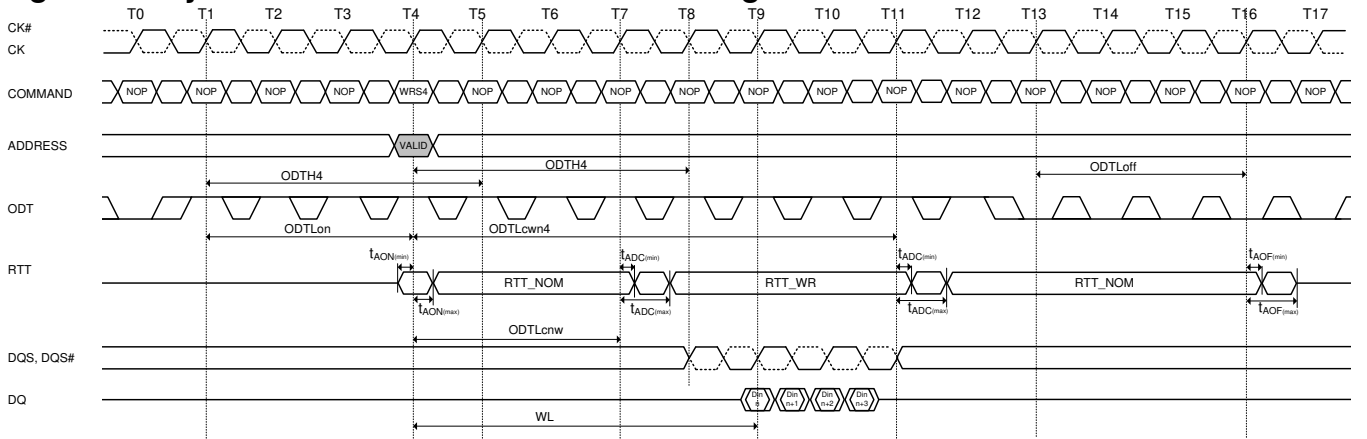 T0 T1 T2 T3 T4 T5 T6 T7 T8 T9 T10 T11 T12 T13 T14 T15 T16 T17
CK#
CK
COMMAND NOP NOP NOP NOP WRS4 NOP NOP NOP NOP NOP NOP NOP NOP NOP NOP NOP NOP NOP
ADDRESS VALID
ODTH4 ODTLoff
ODTH4
ODT
ODTLon ODTLcwn4
tAON(min) tADC(min) tADC(min) tAOF(min)
RTT RTT_NOM RTT_WR RTT_NOM
tAON(max) tADC(max) tADC(max) tAOF(max)
ODTLcnw
DQS, DQS#
DQ Din n Din n+1 Din n+2 Din n+3
WL